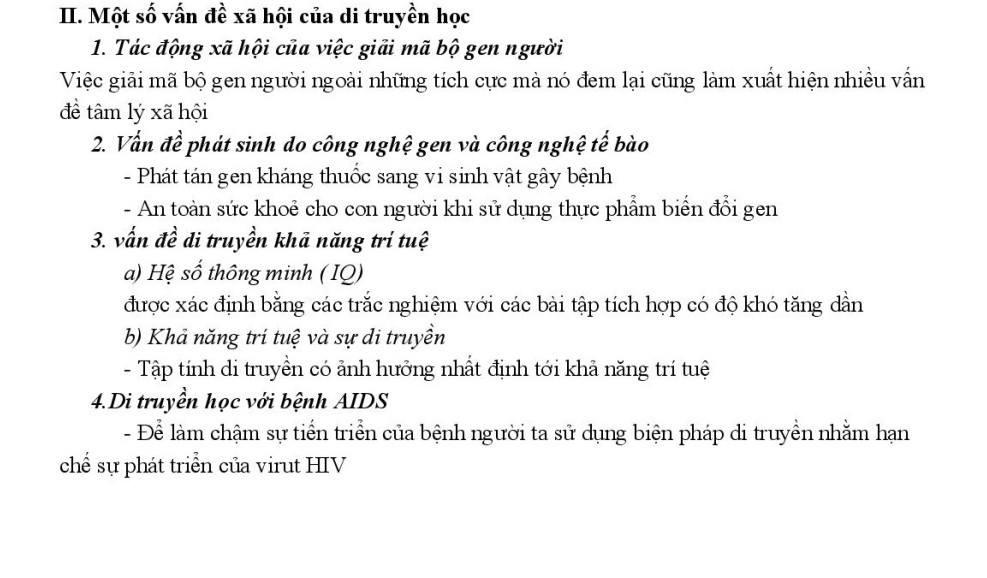 II. Một số vấn đề xã hội của di truyền học
1. Tác động xã hội của việc giải mã bộ gen người
Việc giải mã bộ gen người ngoài những tích cực mà nó đem lại cũng làm xuất hiện nhiều vấn
đề tâm lý xã hội
2. Vấn đề phát sinh do công nghệ gen và công nghệ tế bào
- Phát tán gen kháng thuốc sang vi sinh vật gây bệnh
- An toàn sức khoẻ cho con người khi sử dụng thực phẩm biến đổi gen
3. vấn đề di truyền khả năng trí tuệ
a) Hệ số thông minh ( IQ)
được xác định bằng các trắc nghiệm với các bài tập tích hợp có độ khó tăng dần
b) Khả năng trí tuệ và sự di truyền
- Tập tính di truyền có ảnh hưởng nhất định tới khả năng trí tuệ
4.Di truyền học với bệnh AIDS
- Để làm chậm sự tiến triển của bệnh người ta sử dụng biện pháp di truyền nhằm hạn
chế sự phát triển của virut HIV